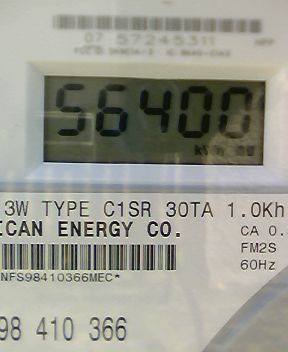 07 57245311
56400
kWh
3W TYPE C1SR 30TA 1.0Kh
ICAN ENERGY CO.
CA 0.
FM2S
60Hz
NFS98410366MEC*
98 410 366